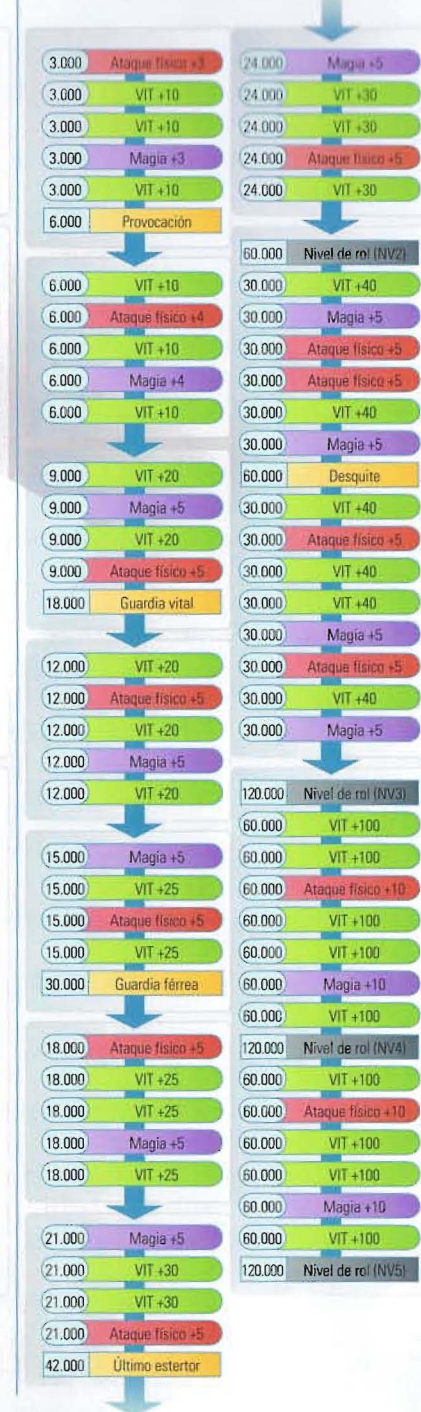 3.000 Ataque físico +3
3.000 VIT +10
3.000 VIT +10
3.000 Magia +3
3.000 VIT +10
6.000 Provocación
6.000 VIT +10
6.000 Ataque físico +4
6.000 VIT +10
6.000 Magia +4
6.000 VIT +10
9.000 VIT +20
9.000 Magia +5
9.000 VIT +20
9.000 Ataque físico +5
18.000 Guardia vital
12.000 VIT +20
12.000 Ataque físico +5
12.000 VIT +20
12.000 Magia +5
12.000 VIT +20
15.000 Magia +5
15.000 VIT +25
15.000 Ataque físico +5
15.000 VIT +25
30.000 Guardia férrea
18.000 Ataque físico +5
18.000 VIT +25
18.000 VIT +25
18.000 Magia +5
18.000 VIT +25
21.000 Magia +5
21.000 VIT +30
21.000 VIT +30
21.000 Ataque físico +5
42.000 Último estertor
24.000 Magia +5
24.000 VIT +30
24.000 VIT +30
24.000 Ataque físico +5
24.000 VIT +30
60.000 Nivel de rol (NV2)
30.000 VIT +40
30.000 Magia +5
30.000 Ataque físico +5
30.000 Ataque físico +5
30.000 VIT +40
30.000 Magia +5
60.000 Desquite
30.000 VIT +40
30.000 Ataque físico +5
30.000 VIT +40
30.000 VIT +40
30.000 Magia +5
30.000 Ataque físico +5
30.000 VIT +40
30.000 Magia +5
120.000 Nivel de rol (NV3)
60.000 VIT +100
60.000 VIT +100
60.000 Ataque físico +10
60.000 VIT +100
60.000 VIT +100
60.000 Magia +10
60.000 VIT +100
120.000 Nivel de rol (NV4)
60.000 VIT +100
60.000 Ataque físico +10
60.000 VIT +100
60.000 VIT +100
60.000 Magia +10
60.000 VIT +100
120.000 Nivel de rol (NV5)